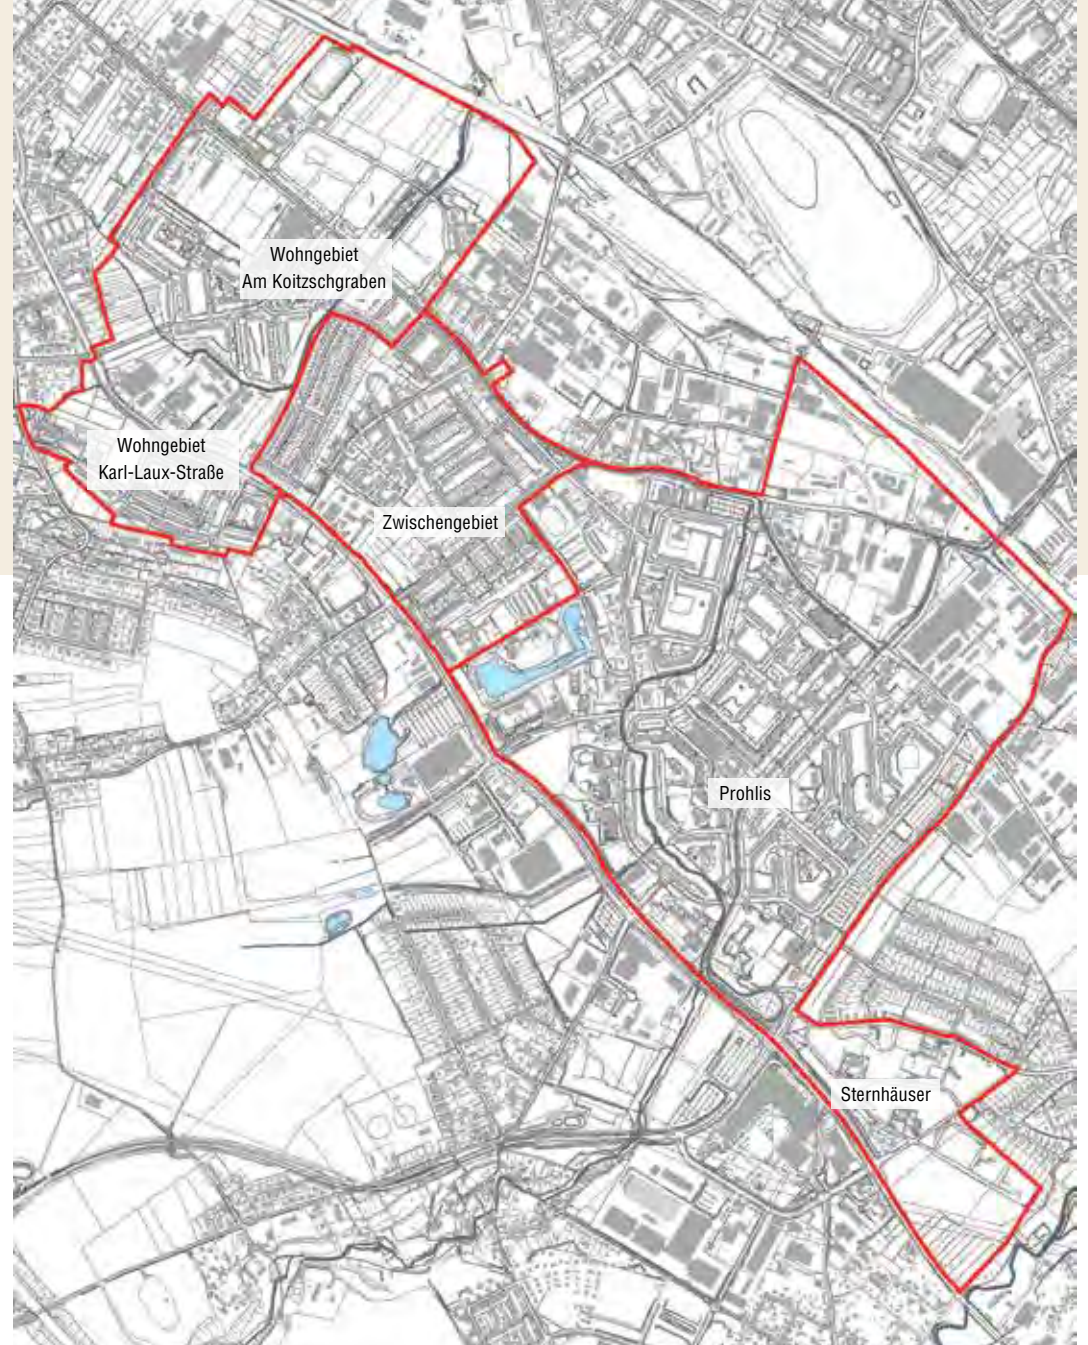 Wohngebiet
Am Koitzschgraben
Wohngebiet
Karl-Laux-Straße
Zwischengebiet
Prohlis
Sternhäuser